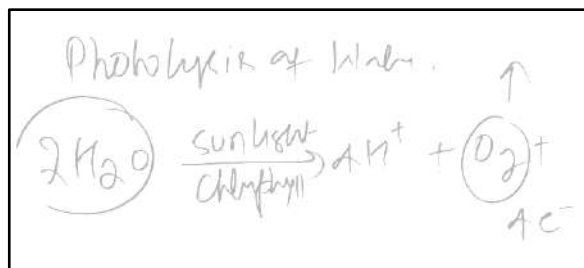 Photolysis of Water.
2H2O sunlight → 4H+ + O2 ↑ +
Chlorophyll
4e-